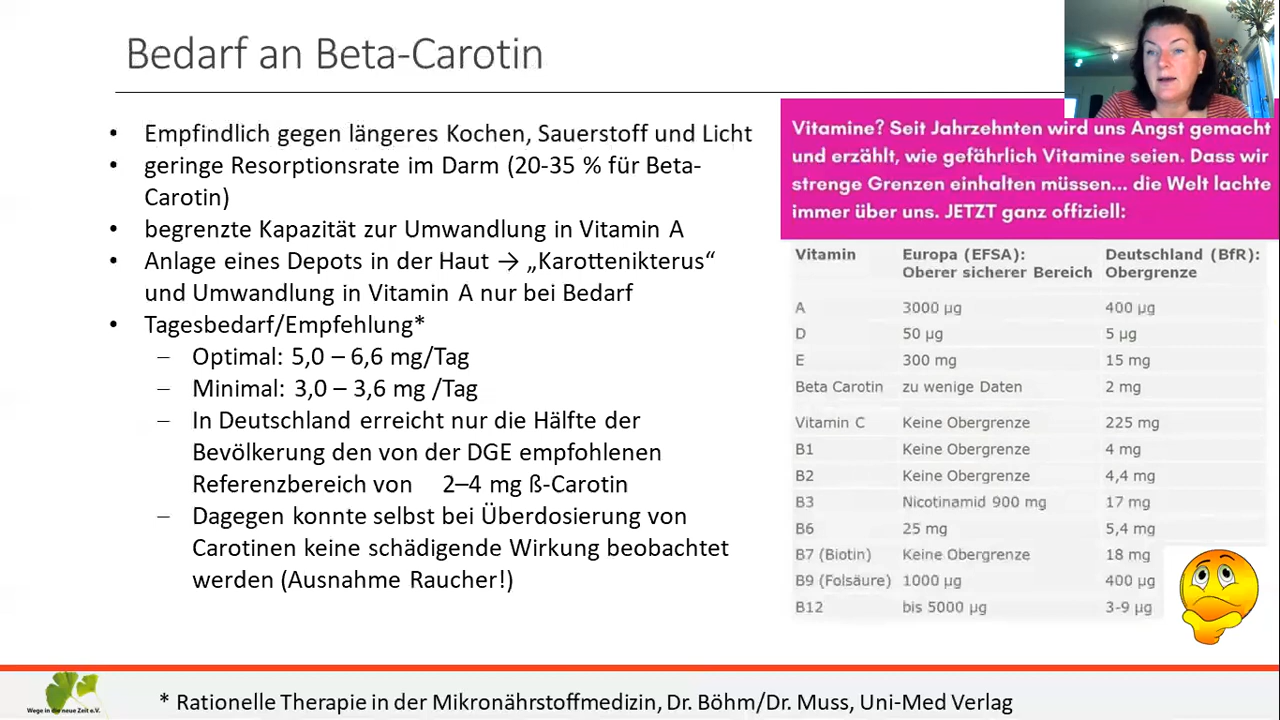 Bedarf an Beta-Carotin
• Empfindlich gegen längeres Kochen, Sauerstoff und Licht
• geringe Resorptionsrate im Darm (20-35 % für Beta-
Carotin)
• begrenzte Kapazität zur Umwandlung in Vitamin A
• Anlage eines Depots in der Haut → „Karottenikterus“
und Umwandlung in Vitamin A nur bei Bedarf
• Tagesbedarf/Empfehlung*
– Optimal: 5,0 – 6,6 mg/Tag
– Minimal: 3,0 – 3,6 mg /Tag
– In Deutschland erreicht nur die Hälfte der
Bevölkerung den von der DGE empfohlenen
Referenzbereich von 2–4 mg ß-Carotin
– Dagegen konnte selbst bei Überdosierung von
Carotinen keine schädigende Wirkung beobachtet
werden (Ausnahme Raucher!)
Vitamine? Seit Jahrzehnten wird uns Angst gemacht
und erzählt, wie gefährlich Vitamine seien. Dass wir
strenge Grenzen einhalten müssen... die Welt lachte
immer über uns. JETZT ganz offiziell:
Vitamin Europa (EFSA): Deutschland (BfR):
Oberer sicherer Bereich Obergrenze
A 3000 µg 400 µg
D 50 µg 5 µg
E 300 mg 15 mg
Beta Carotin zu wenige Daten 2 mg
Vitamin C Keine Obergrenze 225 mg
B1 Keine Obergrenze 4 mg
B2 Keine Obergrenze 4,4 mg
B3 Nicotinamid 900 mg 17 mg
B6 25 mg 5,4 mg
B7 (Biotin) Keine Obergrenze 18 mg
B9 (Folsäure) 1000 µg 400 µg
B12 bis 5000 µg 3-9 µg
Wege in die neue Zeit e.V.
* Rationelle Therapie in der Mikronährstoffmedizin, Dr. Böhm/Dr. Muss, Uni-Med Verlag